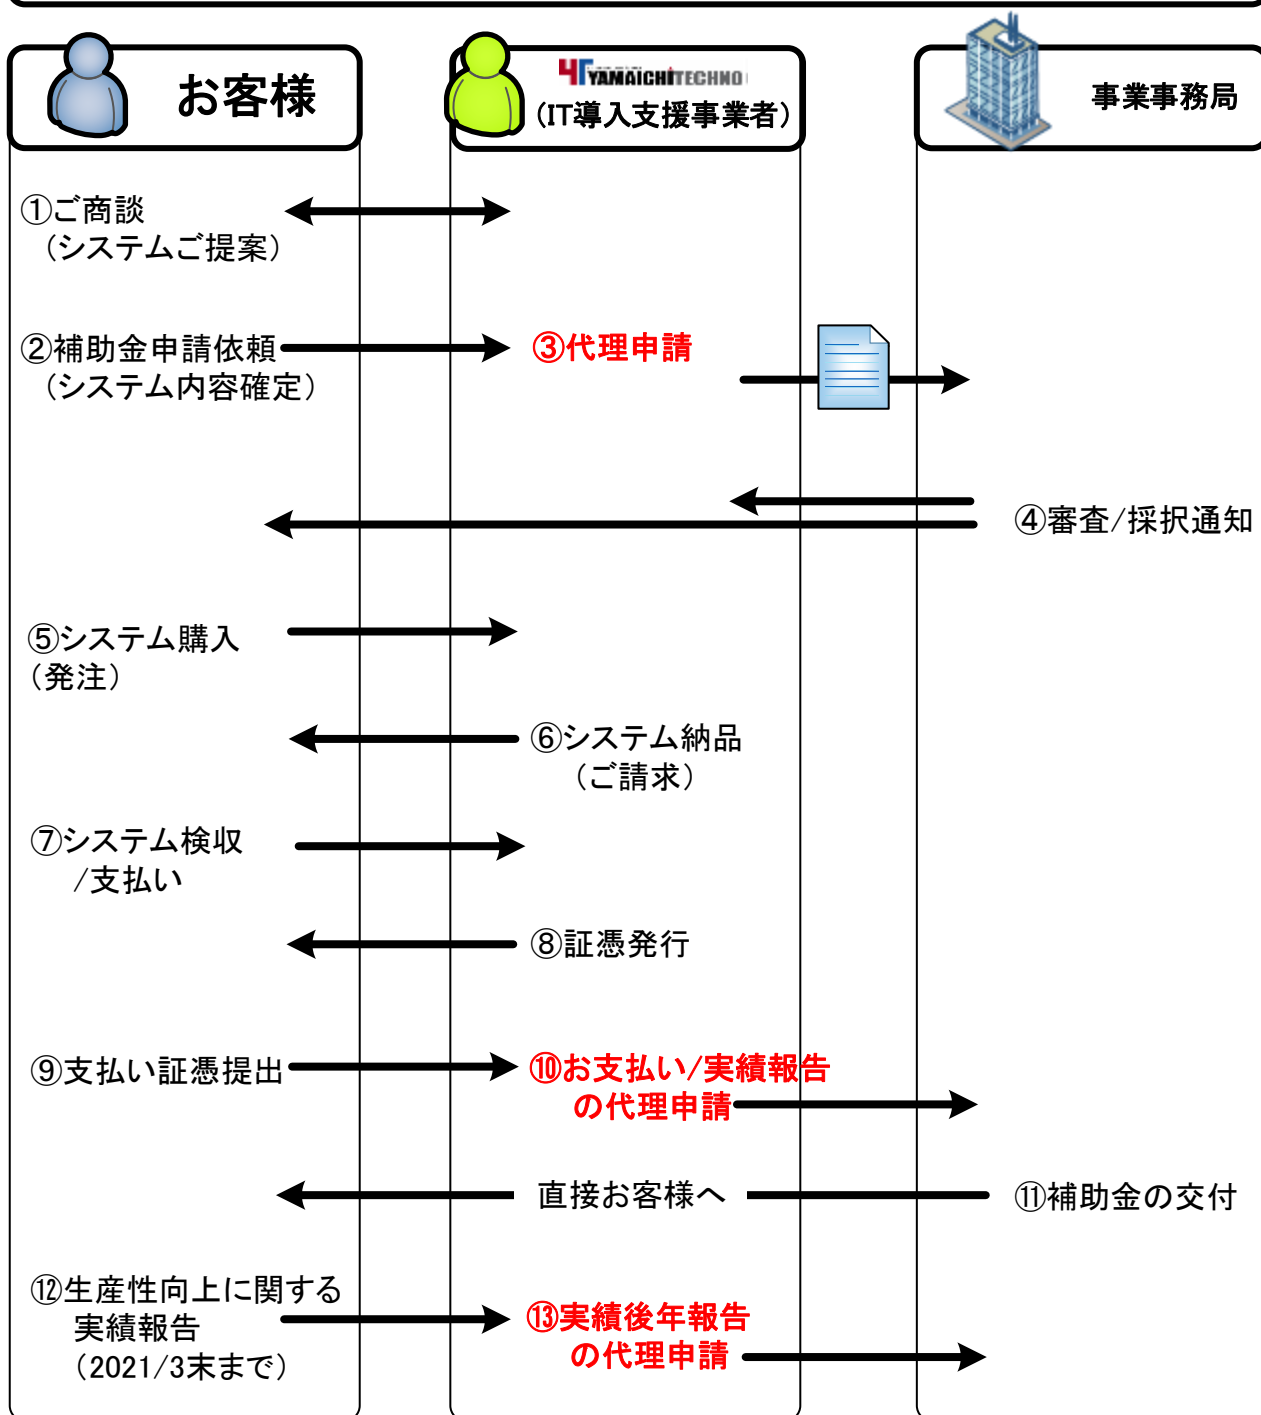 お客様
YAMAICHITECHNO
（IT導入支援事業者）
事業事務局
①ご商談
（システムご提案）
②補助金申請依頼
（システム内容確定）
③代理申請
④審査/採択通知
⑤システム購入
（発注）
⑥システム納品
（ご請求）
⑦システム検収
/支払い
⑧証憑発行
⑨支払い証憑提出
⑩お支払い/実績報告
の代理申請
直接お客様へ
⑪補助金の交付
⑫生産性向上に関する
実績報告
（2021/3末まで）
⑬実績後年報告
の代理申請